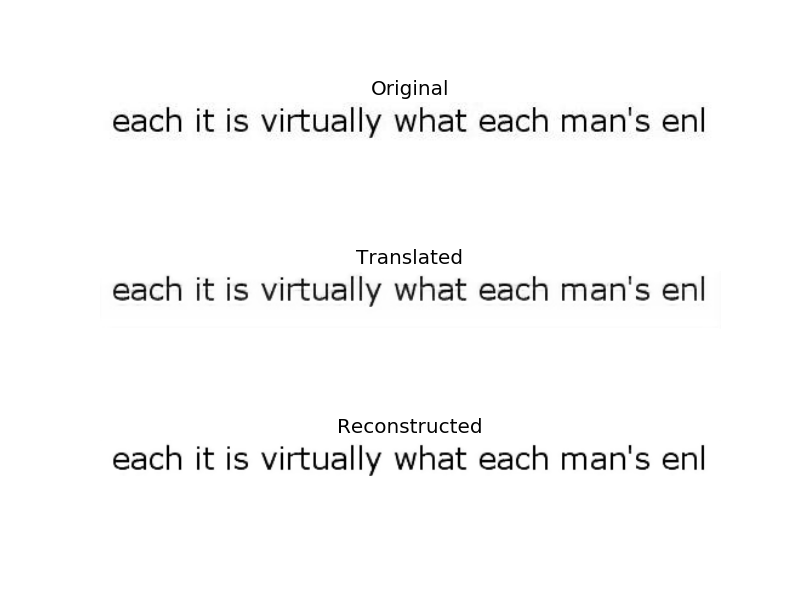 Original
each it is virtually what each man's enl
Translated
each it is virtually what each man's enl
Reconstructed
each it is virtually what each man's enl